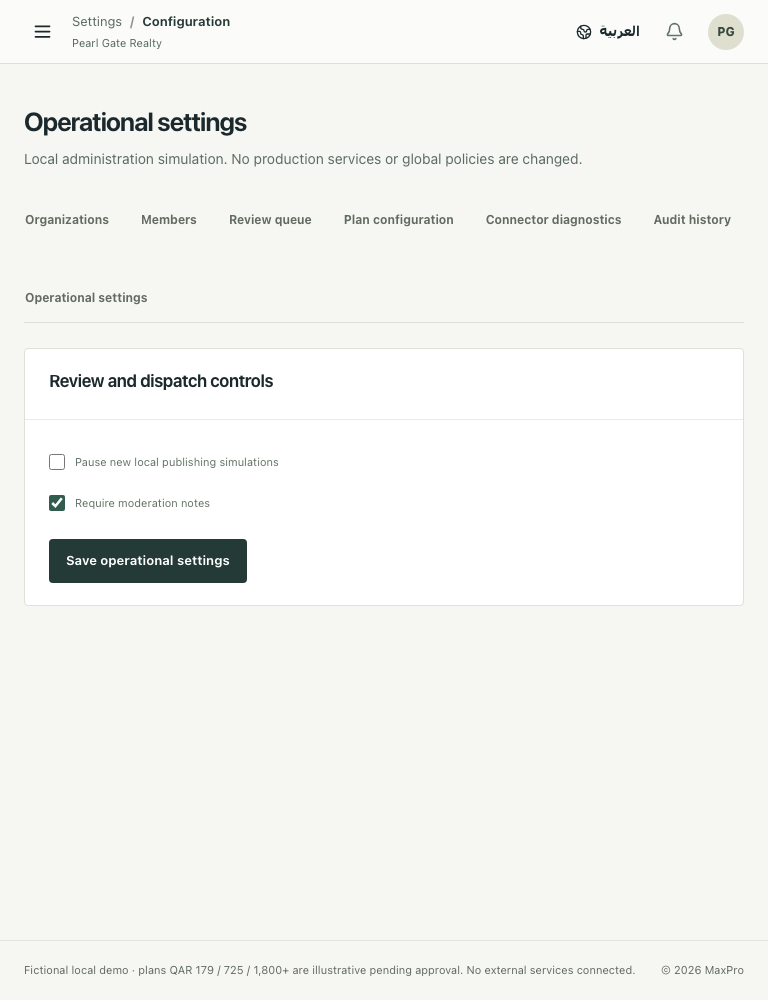 Settings / Configuration
Pearl Gate Realty
العربية
PG
Operational settings
Local administration simulation. No production services or global policies are changed.
Organizations Members Review queue Plan configuration Connector diagnostics Audit history
Operational settings
Review and dispatch controls
Pause new local publishing simulations
Require moderation notes
Save operational settings
Fictional local demo · plans QAR 179 / 725 / 1,800+ are illustrative pending approval. No external services connected. © 2026 MaxPro